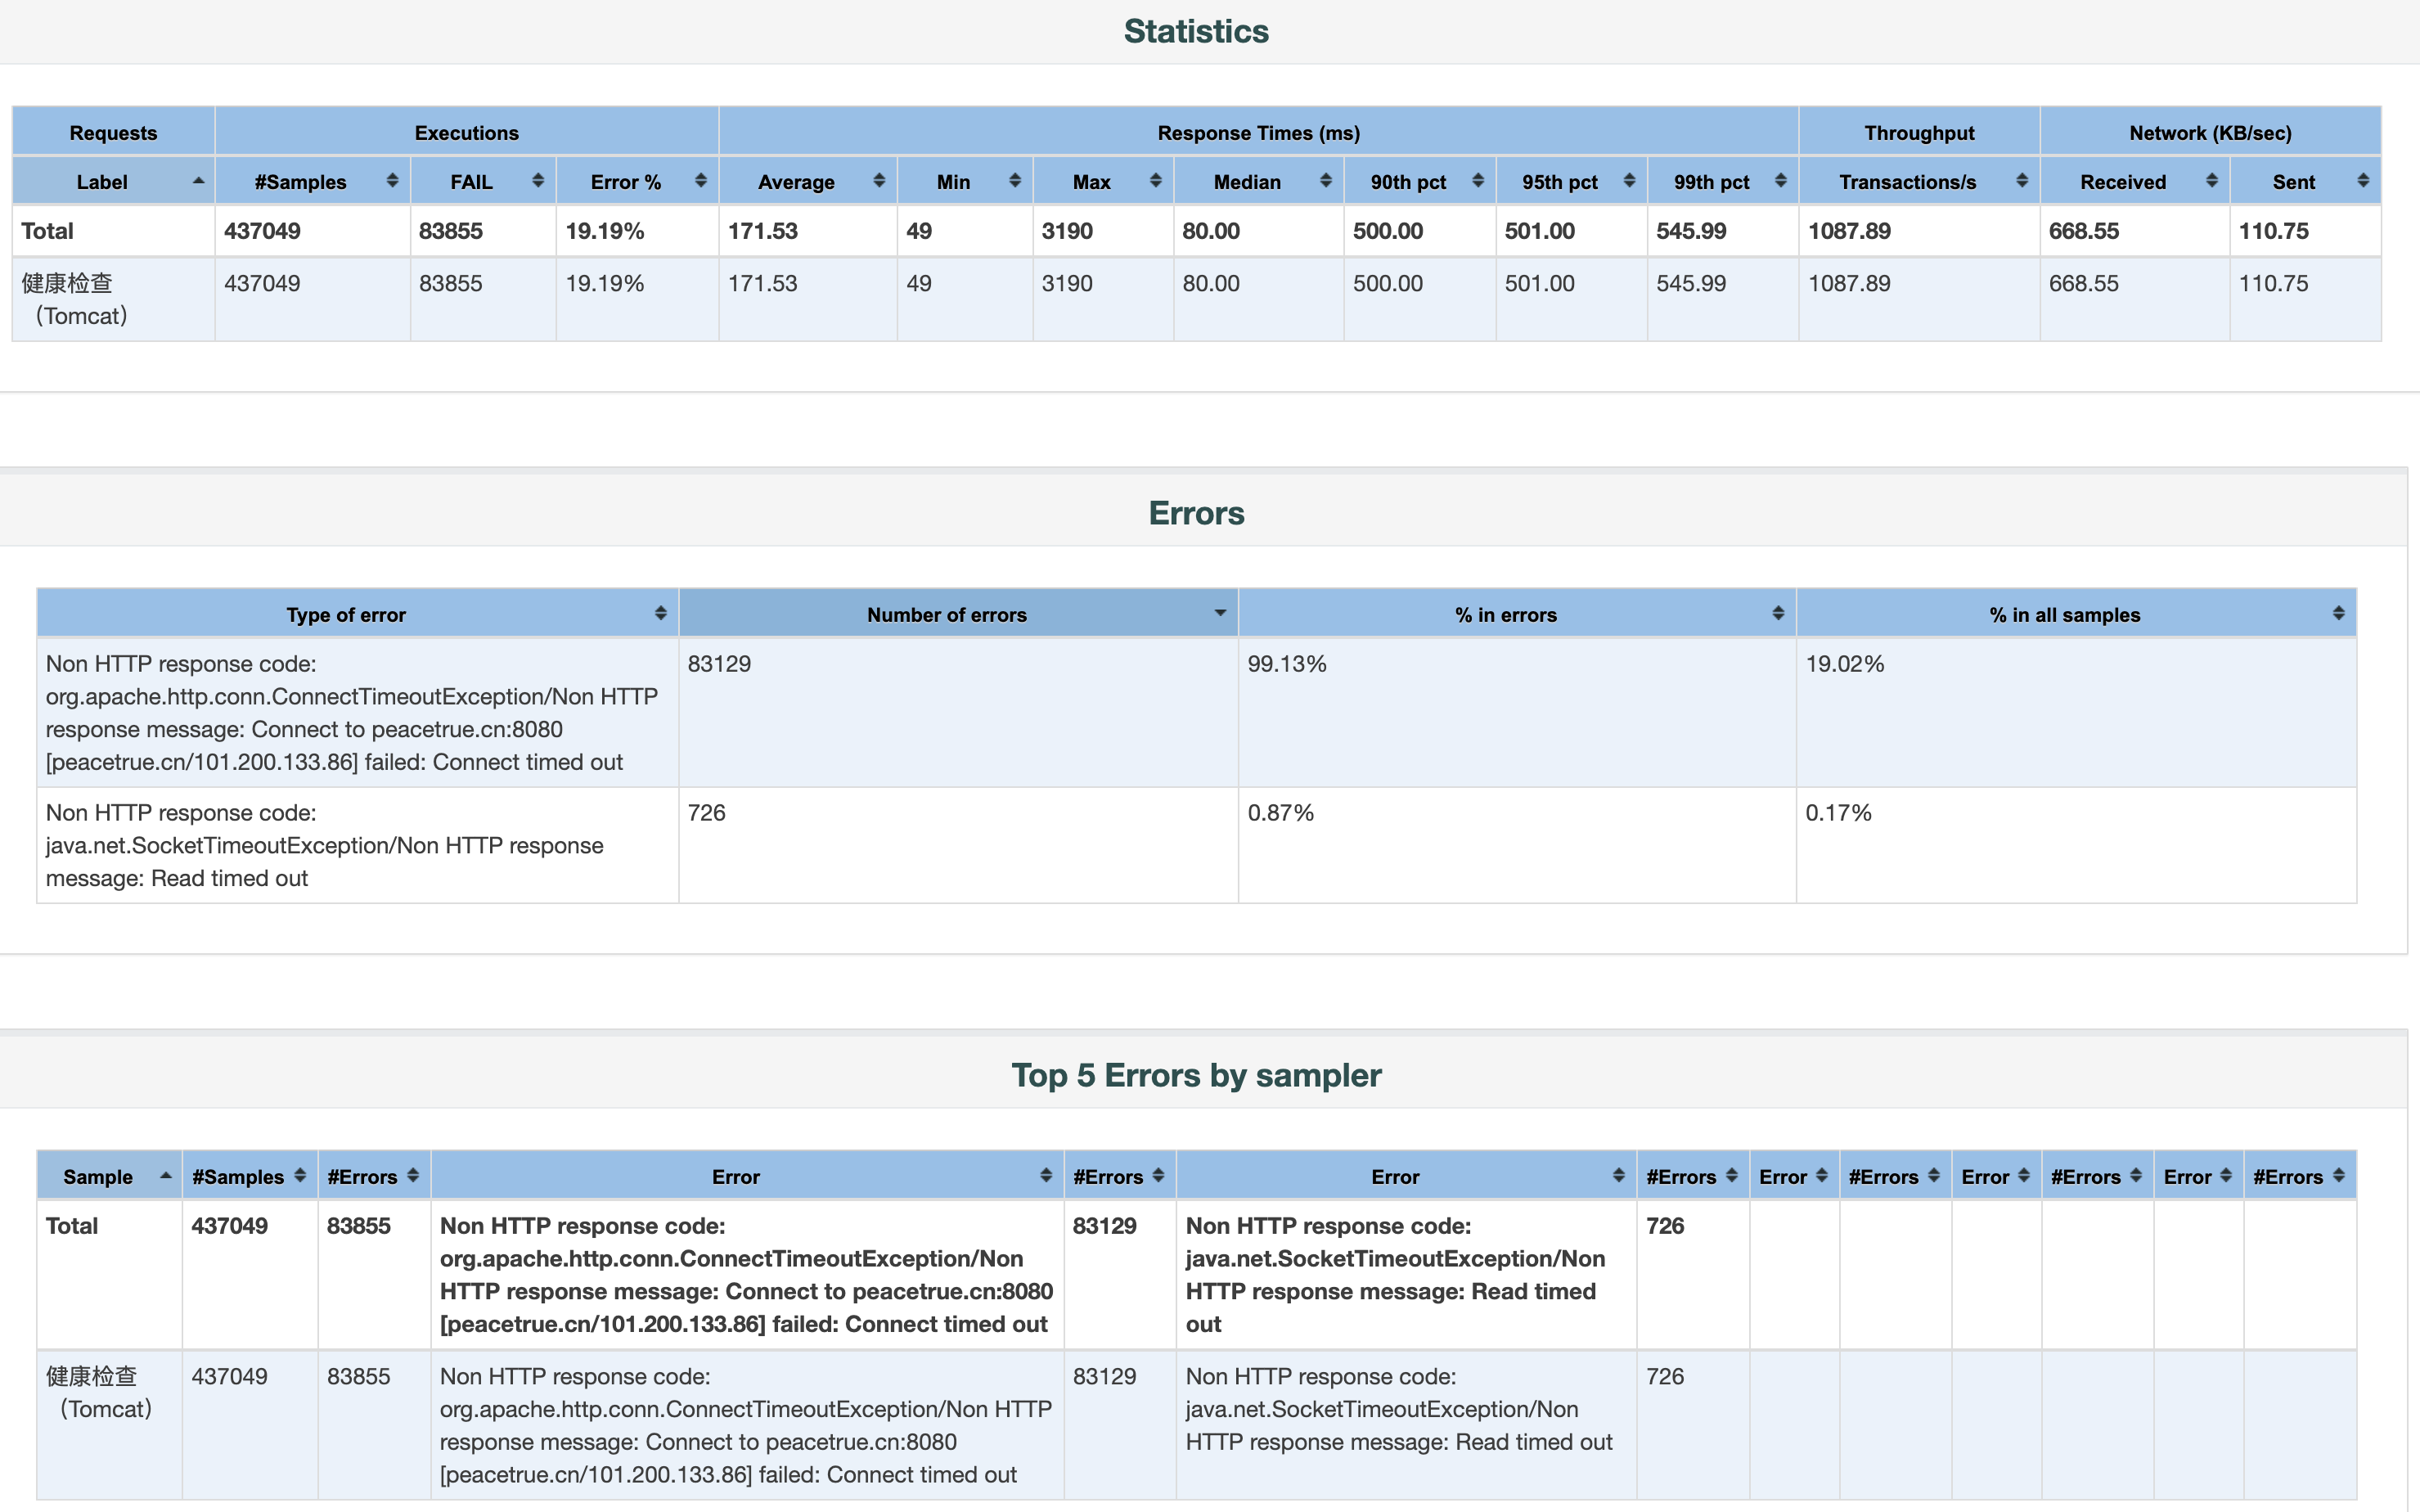 Statistics
Requests Executions Response Times (ms) Throughput Network (KB/sec)
Label #Samples FAIL Error % Average Min Max Median 90th pct 95th pct 99th pct Transactions/s Received Sent
Total 437049 83855 19.19% 171.53 49 3190 80.00 500.00 501.00 545.99 1087.89 668.55 110.75
健康检查 437049 83855 19.19% 171.53 49 3190 80.00 500.00 501.00 545.99 1087.89 668.55 110.75
（Tomcat）
Errors
Type of error Number of errors % in errors % in all samples
Non HTTP response code: 83129 99.13% 19.02%
org.apache.http.conn.ConnectTimeoutException/Non HTTP
response message: Connect to peacetrue.cn:8080
[peacetrue.cn/101.200.133.86] failed: Connect timed out
Non HTTP response code: 726 0.87% 0.17%
java.net.SocketTimeoutException/Non HTTP response
message: Read timed out
Top 5 Errors by sampler
Sample #Samples #Errors Error #Errors Error #Errors Error #Errors Error #Errors Error #Errors
Total 437049 83855 Non HTTP response code: 83129 Non HTTP response code: 726
org.apache.http.conn.ConnectTimeoutException/Non java.net.SocketTimeoutException/Non
HTTP response message: Connect to peacetrue.cn:8080 HTTP response message: Read timed
[peacetrue.cn/101.200.133.86] failed: Connect timed out out
健康检查 437049 83855 Non HTTP response code: 83129 Non HTTP response code: 726
（Tomcat） org.apache.http.conn.ConnectTimeoutException/Non HTTP java.net.SocketTimeoutException/Non
response message: Connect to peacetrue.cn:8080 HTTP response message: Read timed out
[peacetrue.cn/101.200.133.86] failed: Connect timed out